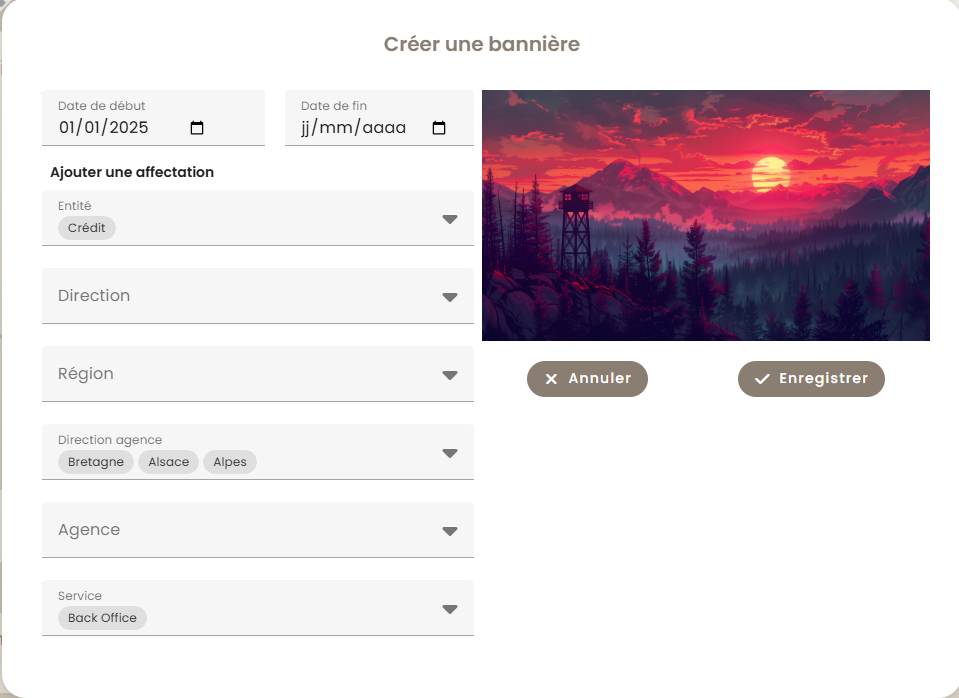 Créer une bannière
Date de début
01/01/2025
Date de fin
jj/mm/aaaa
Ajouter une affectation
Entité
Crédit
Direction
Région
Direction agence
Bretagne Alsace Alpes
Agence
Service
Back Office
Annuler
Enregistrer